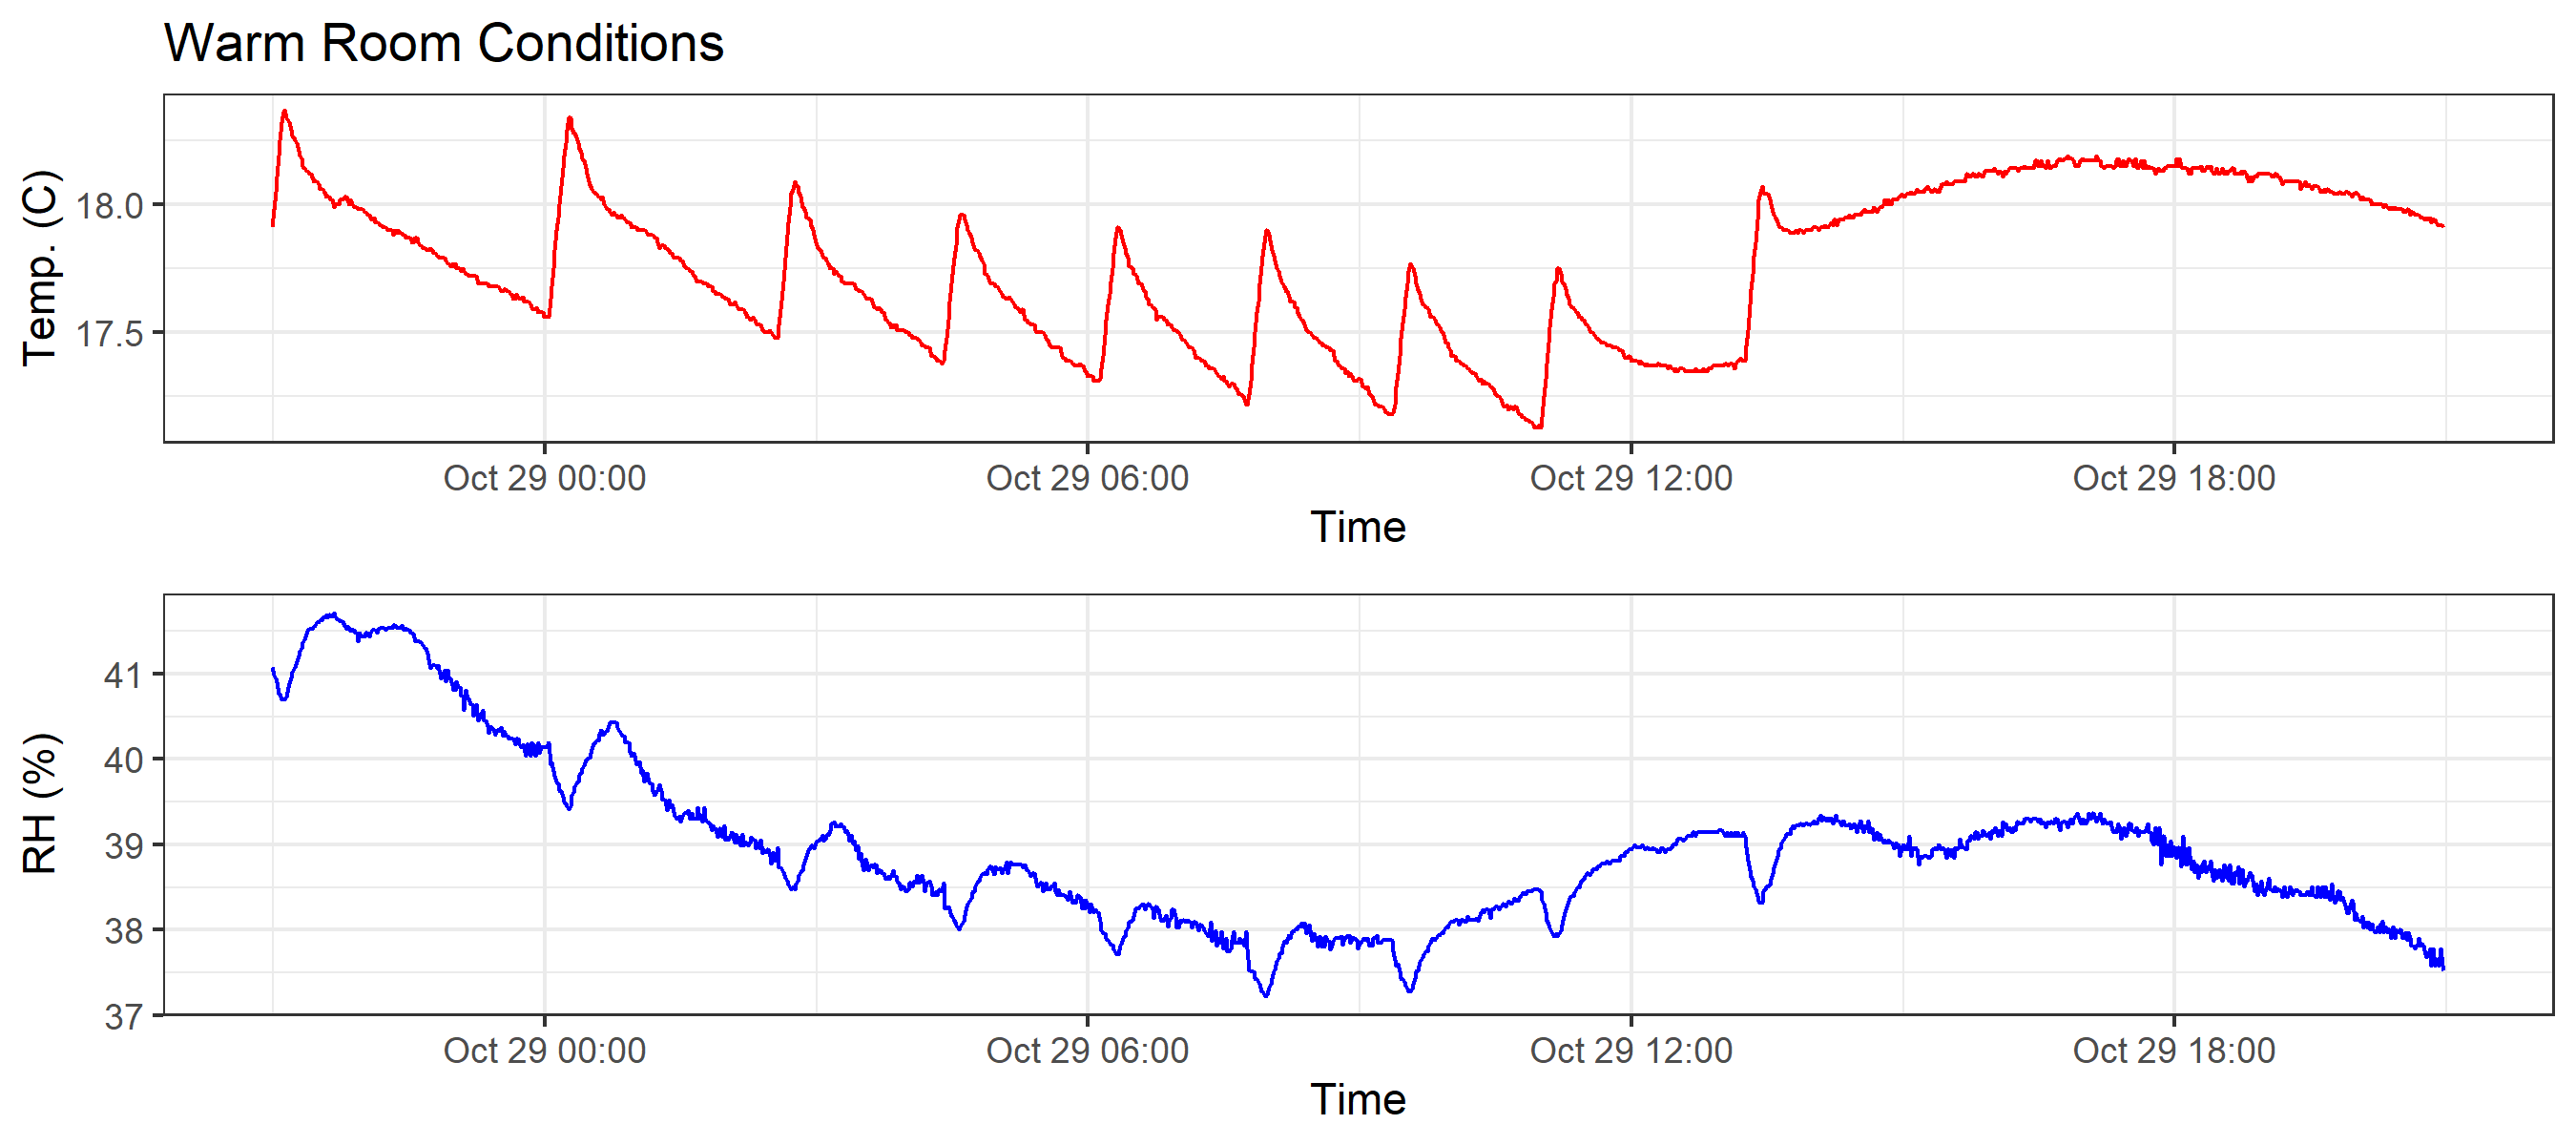 Warm Room Conditions
Temp. (C)
18.0
17.5
Oct 29 00:00 Oct 29 06:00 Oct 29 12:00 Oct 29 18:00
Time
RH (%)
41
40
39
38
37
Oct 29 00:00 Oct 29 06:00 Oct 29 12:00 Oct 29 18:00
Time